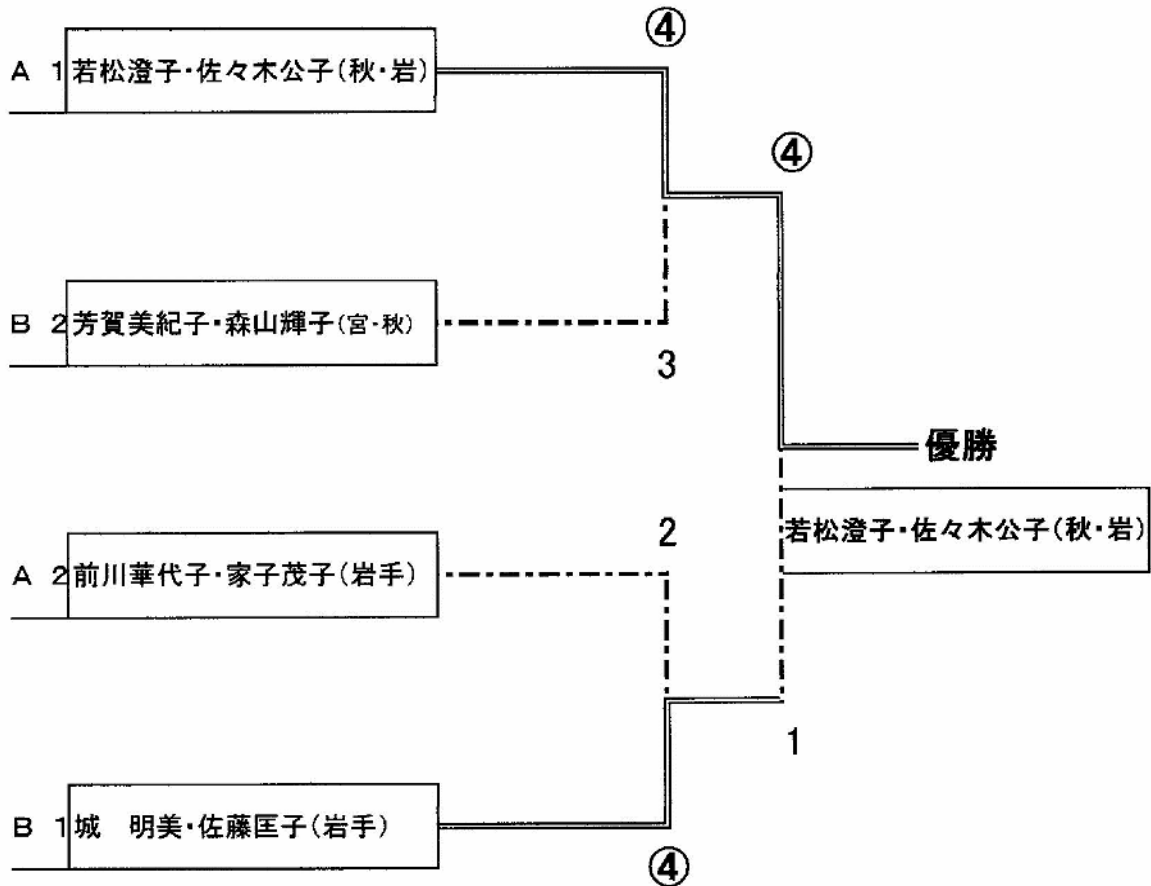 ④
A 1 若松澄子・佐々木公子(秋・岩)
④
B 2 芳賀美紀子・森山輝子(宮・秋)
3
優勝
若松澄子・佐々木公子(秋・岩)
2
A 2 前川華代子・家子茂子(岩手)
1
B 1 城　明美・佐藤匡子(岩手)
④